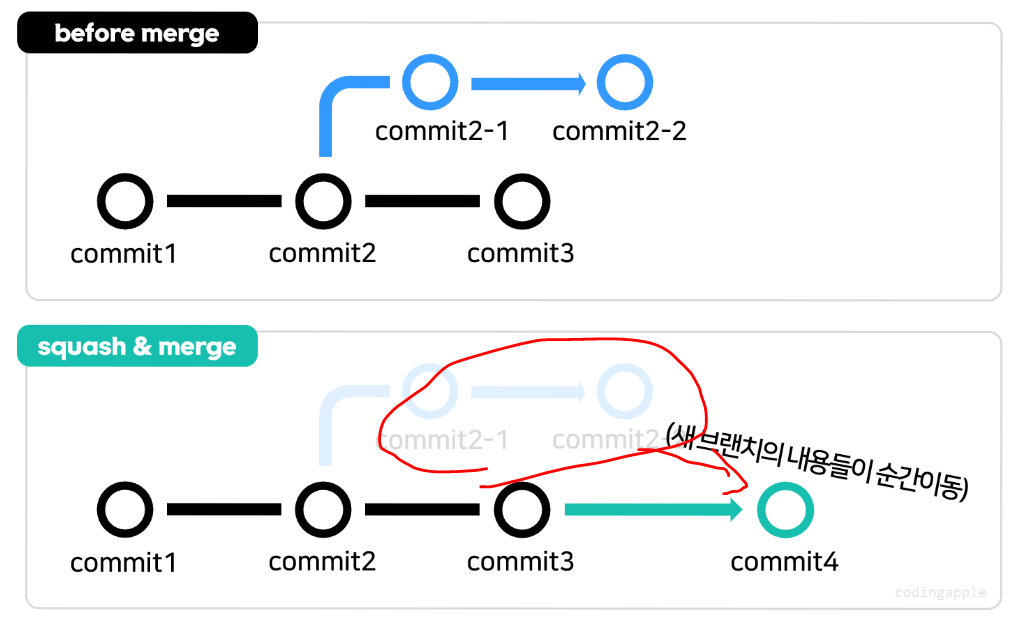 before merge
commit2-1 commit2-2
commit1 commit2 commit3
squash & merge
commit2-1 commit2-
(새 브랜치의 내용들이 순간이동)
commit1 commit2 commit3 commit4
codingapple